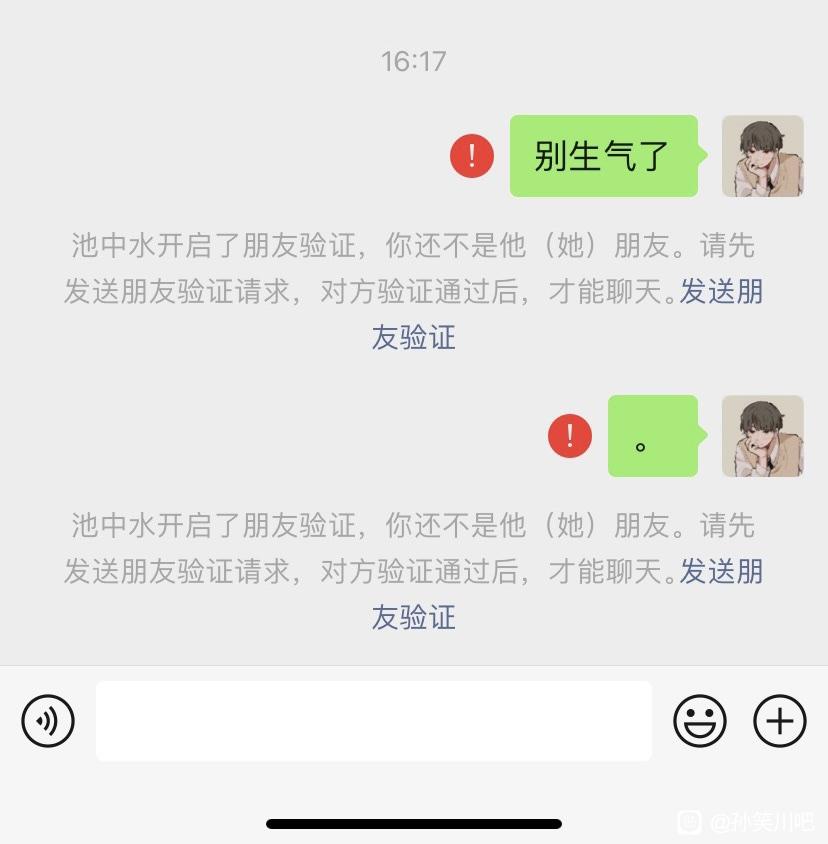 16:17
别生气了
池中水开启了朋友验证，你还不是他（她）朋友。请先
发送朋友验证请求，对方验证通过后，才能聊天。发送朋
友验证
。
池中水开启了朋友验证，你还不是他（她）朋友。请先
发送朋友验证请求，对方验证通过后，才能聊天。发送朋
友验证
@孙笑川吧